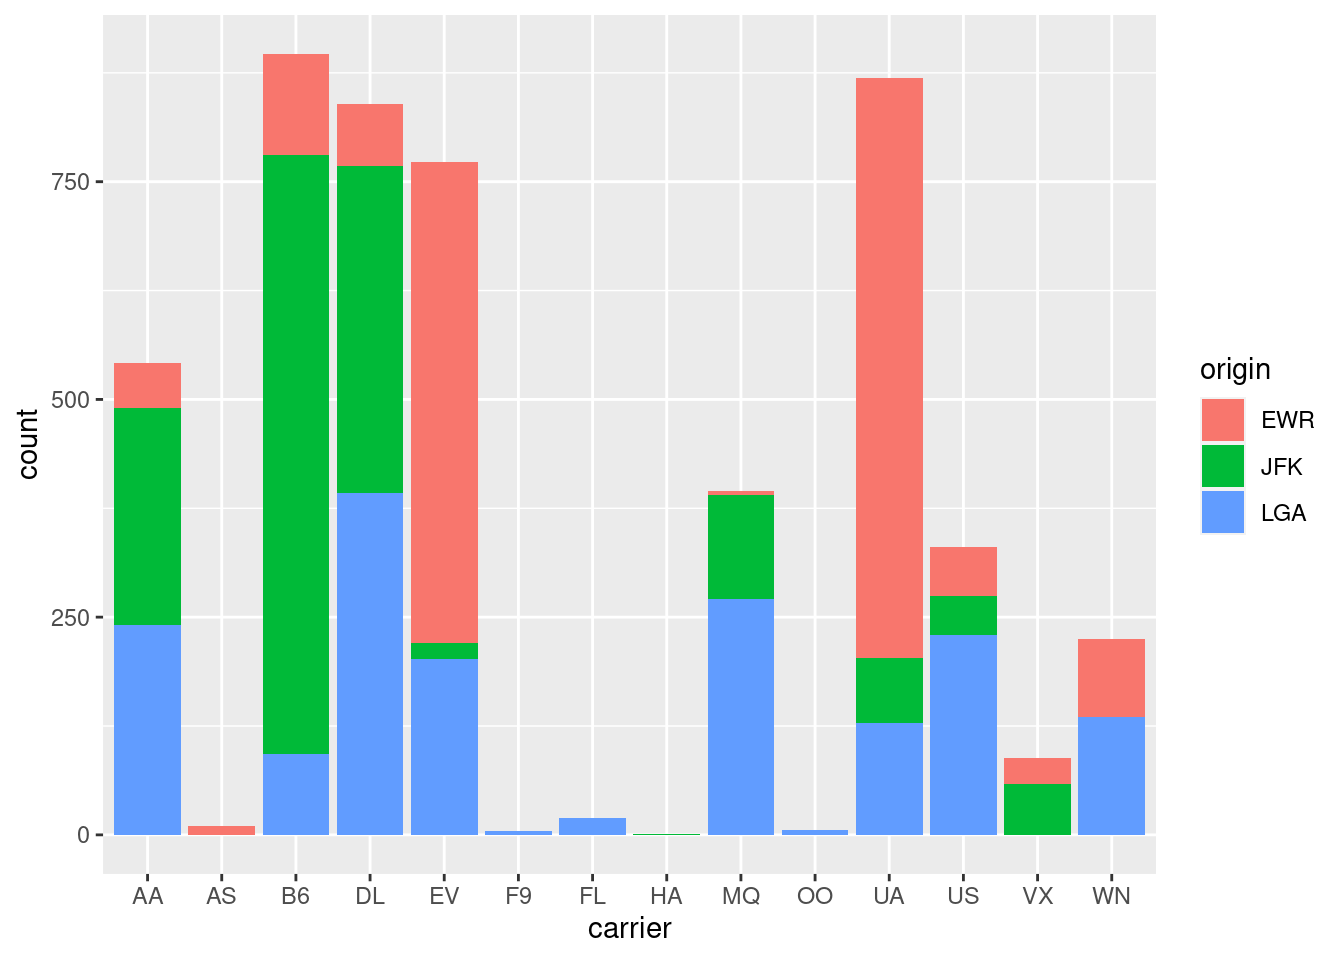 count
750
500
250
0
AA AS B6 DL EV F9 FL HA MQ OO UA US VX WN
carrier
origin
EWR
JFK
LGA